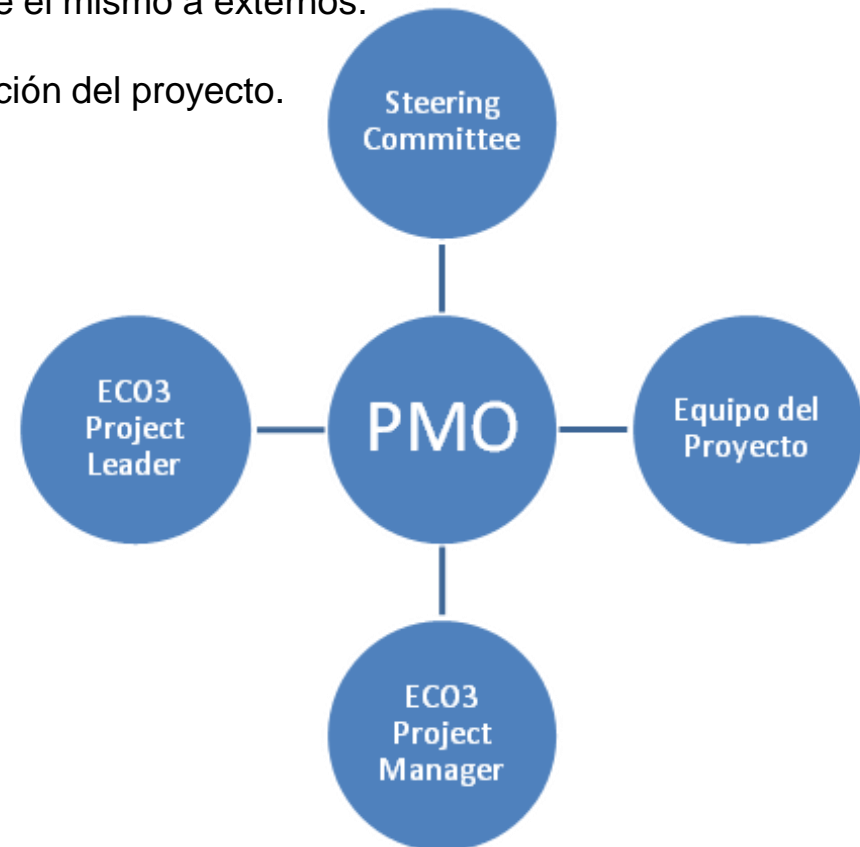 e el mismo a externos.
ción del proyecto.
Steering
Committee
ECO3
Project
Leader
PMO
Equipo del
Proyecto
ECO3
Project
Manager